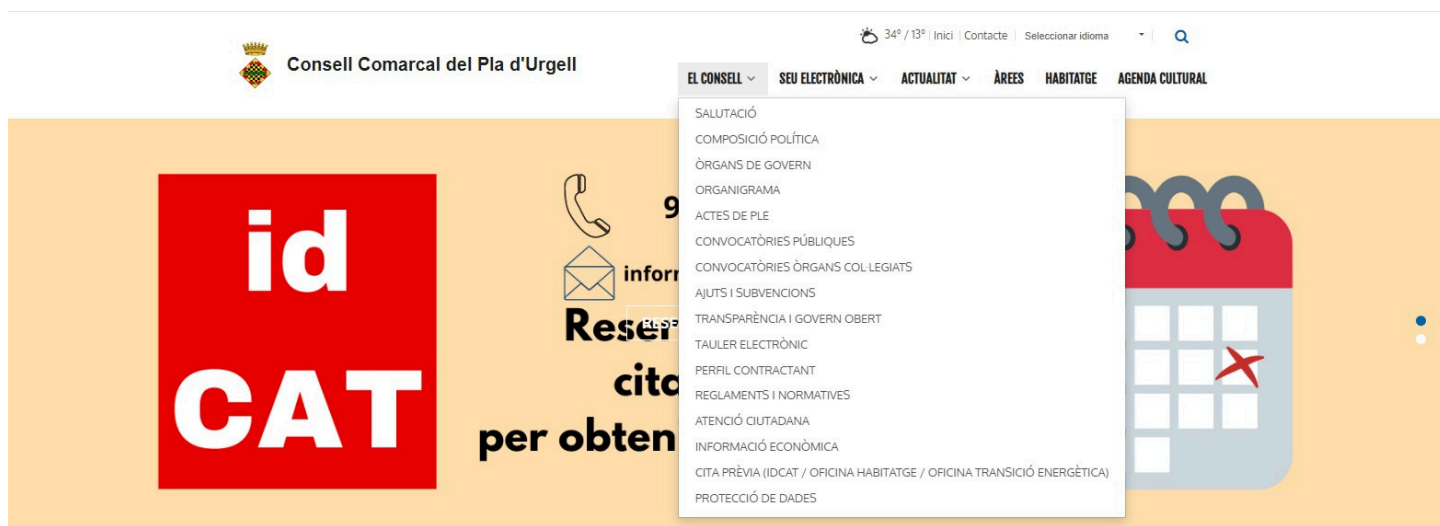 34º / 13º Inici Contacte Seleccionar idioma
Consell Comarcal del Pla d'Urgell
EL CONSELL SEU ELECTRÒNICA ACTUALITAT ÀREES HABITATGE AGENDA CULTURAL
SALUTACIÓ
COMPOSICIÓ POLÍTICA
ÒRGANS DE GOVERN
ORGANIGRAMA
ACTES DE PLE
CONVOCATÒRIES PÚBLIQUES
CONVOCATÒRIES ÒRGANS COL·LEGIATS
AJUTS I SUBVENCIONS
TRANSPARÈNCIA I GOVERN OBERT
TAULER ELECTRÒNIC
PERFIL CONTRACTANT
REGLAMENTS I NORMATIVES
ATENCIÓ CIUTADANA
INFORMACIÓ ECONÒMICA
CITA PRÈVIA (IDCAT / OFICINA HABITATGE / OFICINA TRANSICIÓ ENERGÈTICA)
PROTECCIÓ DE DADES
id
CAT
9
per